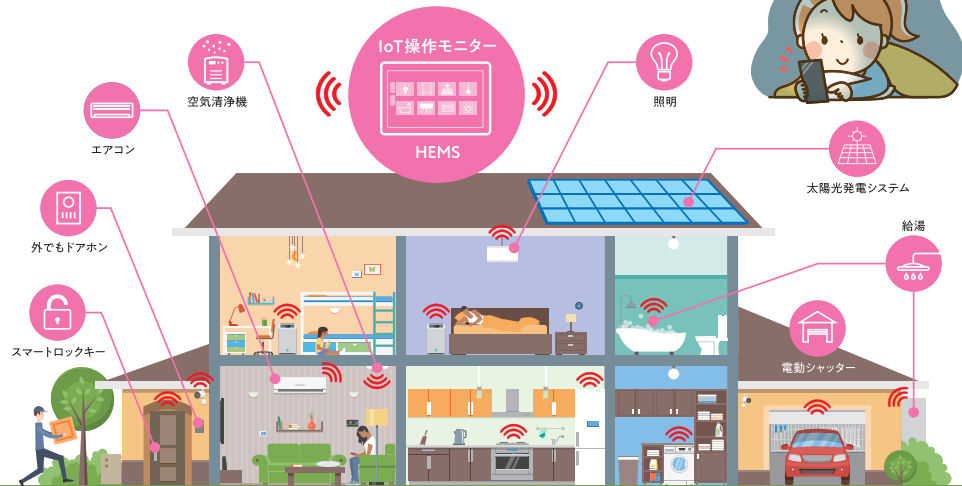 IoT操作モニター
HEMS
空気清浄機
照明
エアコン
太陽光発電システム
外でもドアホン
給湯
スマートロックキー
電動シャッター